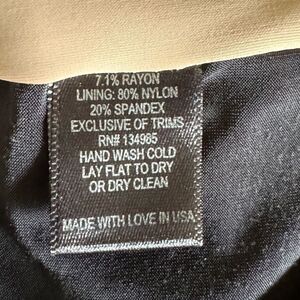 7.1% RAYON
LINING: 80% NYLON
20% SPANDEX
EXCLUSIVE OF TRIMS
RN# 134985
HAND WASH COLD
LAY FLAT TO DRY
OR DRY CLEAN
MADE WITH LOVE IN USA